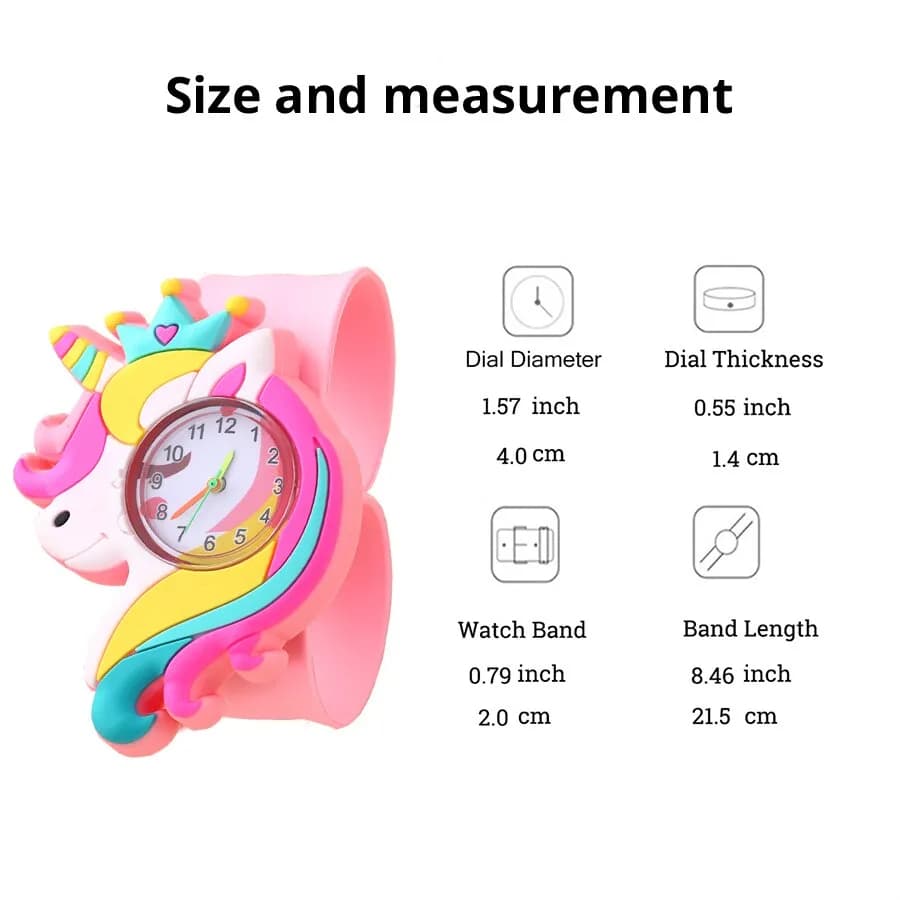 Size and measurement
Dial Diameter
1.57 inch
4.0 cm
Dial Thickness
0.55 inch
1.4 cm
Watch Band
0.79 inch
2.0 cm
Band Length
8.46 inch
21.5 cm
12
1
2
3
4
5
6
7
8
9
10
11